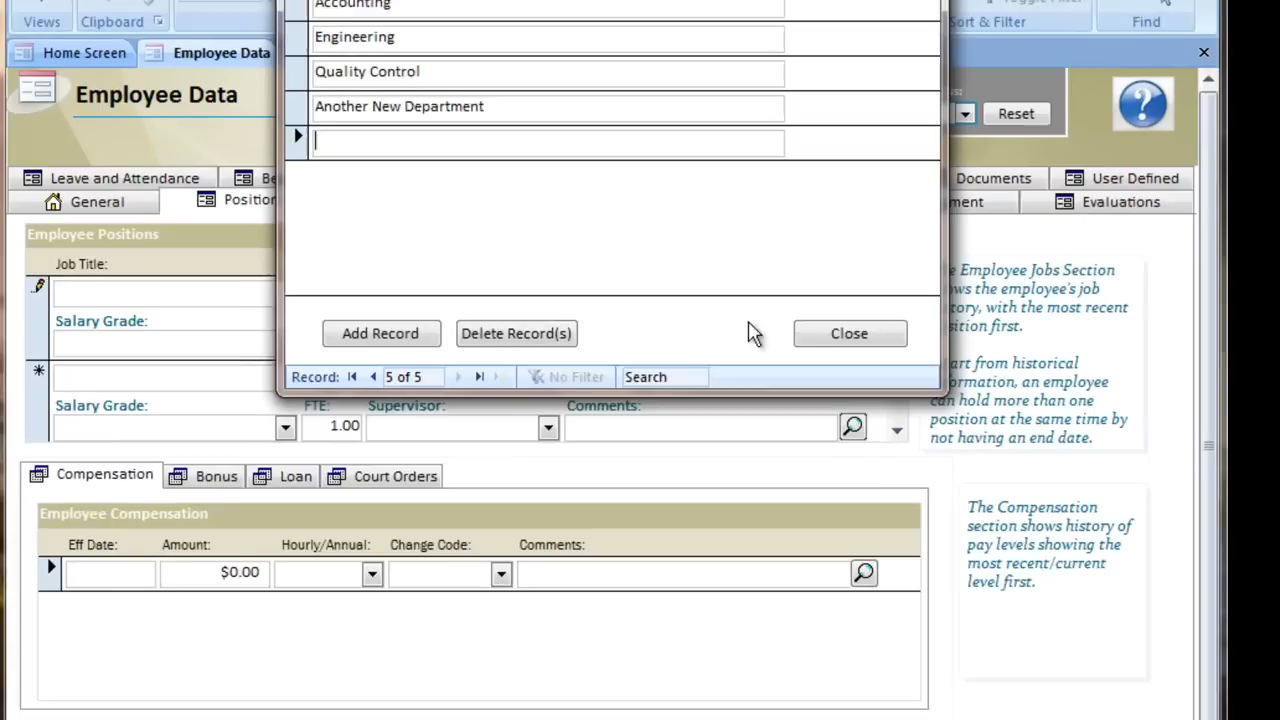 Accounting
Views
Clipboard
Sort & Filter
Find
Engineering
Home Screen
Employee Data
Quality Control
Employee Data
Another New Department
Reset
Leave and Attendance
Documents
User Defined
General
Position
ment
Evaluations
Employee Positions
Job Title:
Employee Jobs Section
ws the employee's job
tory, with the most recent
sition first.
Salary Grade:
Add Record
Delete Record(s)
Close
art from historical
formation, an employee
can hold more than one
position at the same time by
not having an end date.
Record:
5 of 5
No Filter
Search
Salary Grade:
FTE:
Supervisor:
Comments:
1.00
Compensation
Bonus
Loan
Court Orders
Employee Compensation
Eff Date:
Amount:
Hourly/Annual:
Change Code:
Comments:
$0.00
The Compensation
section shows history of
pay levels showing the
most recent/current
level first.